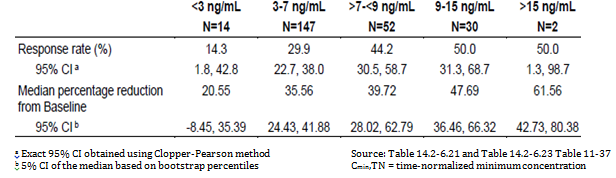 <3 ng/mL 3-7 ng/mL >7-<9 ng/mL 9-15 ng/mL >15 ng/mL
N=14 N=147 N=52 N=30 N=2
Response rate (%) 14.3 29.9 44.2 50.0 50.0
95% CI a 1.8, 42.8 22.7, 38.0 30.5, 58.7 31.3, 68.7 1.3, 98.7
Median percentage reduction 20.55 35.56 39.72 47.69 61.56
from Baseline
95% CI b -8.45, 35.39 24.43, 41.88 28.02, 62.79 36.46, 66.32 42.73, 80.38
a Exact 95% CI obtained using Clopper-Pearson method Source: Table 14.2-6.21 and Table 14.2-6.23 Table 11-37
b 5% CI of the median based on bootstrap percentiles Cmin,TN = time-normalized minimum concentration